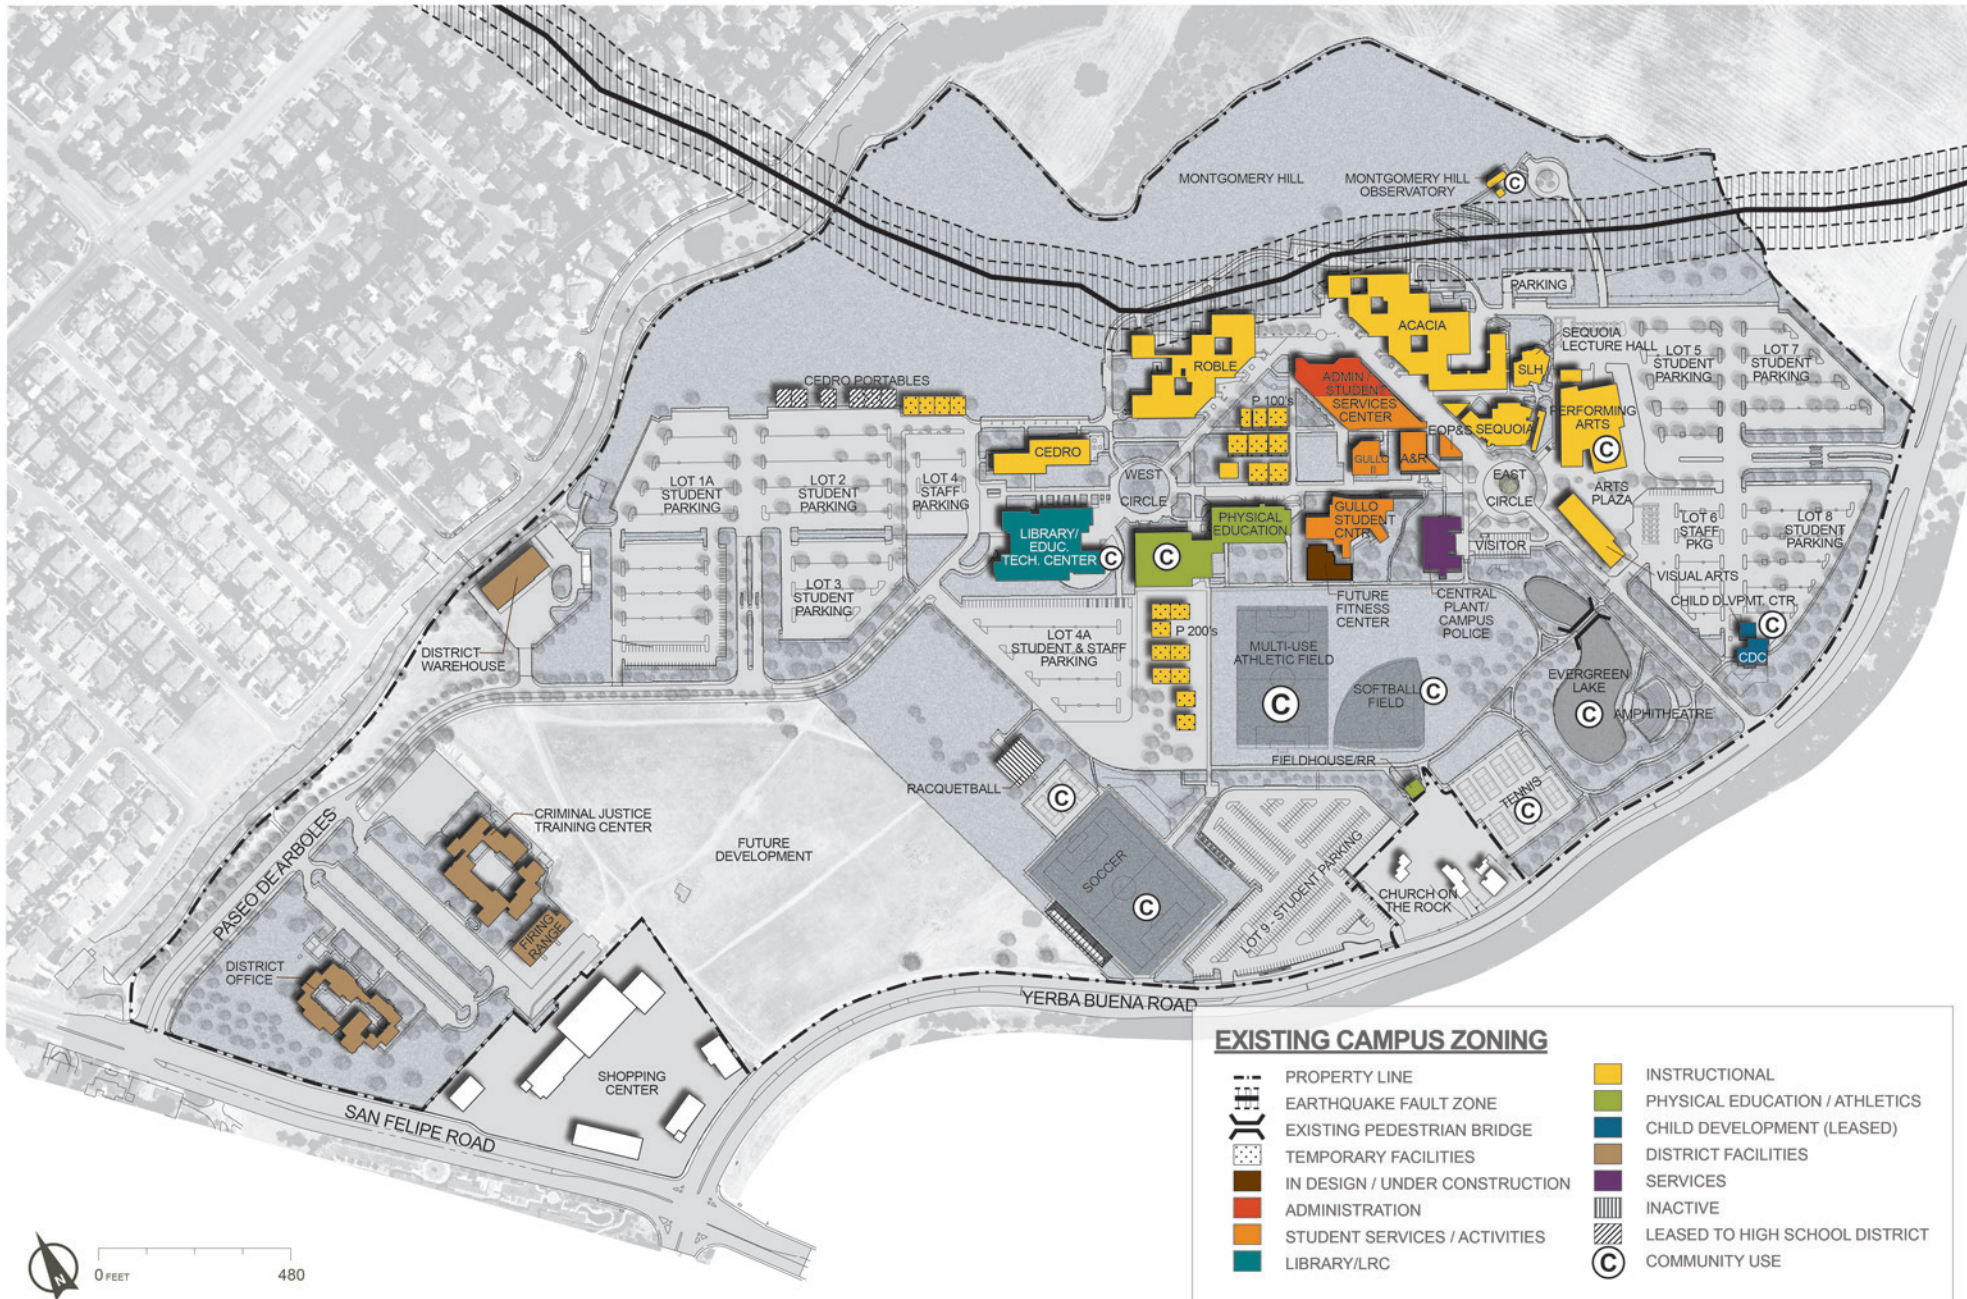 MONTGOMERY HILL
MONTGOMERY HILL
OBSERVATORY
C
PARKING
ACACIA
SEQUOIA
LECTURE HALL
SLH
LOT 5
STUDENT
PARKING
LOT 7
STUDENT
PARKING
ROBLE
CEDRO PORTABLES
ADMIN /
STUDENT
SERVICES
CENTER
P 100's
EOP&S
SEQUOIA
PERFORMING
ARTS
C
CEDRO
GULLO
II
A&R
WEST
CIRCLE
EAST
CIRCLE
ARTS
PLAZA
LOT 1A
STUDENT
PARKING
LOT 2
STUDENT
PARKING
LOT 4
STAFF
PARKING
LIBRARY/
EDUC.
TECH. CENTER
C
C
PHYSICAL
EDUCATION
GULLO
STUDENT
CNTR
VISITOR
LOT 6
STAFF
PKG
LOT 8
STUDENT
PARKING
VISUAL ARTS
CHILD DLVPMT. CTR
C
CDC
LOT 3
STUDENT
PARKING
FUTURE
FITNESS
CENTER
CENTRAL
PLANT/
CAMPUS
POLICE
DISTRICT
WAREHOUSE
LOT 4A
STUDENT & STAFF
PARKING
P 200's
MULTI-USE
ATHLETIC FIELD
C
SOFTBALL
FIELD
C
EVERGREEN
LAKE
C
AMPHITHEATRE
FIELDHOUSE/RR
RACQUETBALL
C
TENNIS
C
CRIMINAL JUSTICE
TRAINING CENTER
FUTURE
DEVELOPMENT
SOCCER
C
LOT 9 - STUDENT PARKING
CHURCH ON
THE ROCK
PASEO DE ARBOLES
FIRING
RANGE
DISTRICT
OFFICE
YERBA BUENA ROAD
SHOPPING
CENTER
SAN FELIPE ROAD
EXISTING CAMPUS ZONING
PROPERTY LINE
EARTHQUAKE FAULT ZONE
EXISTING PEDESTRIAN BRIDGE
TEMPORARY FACILITIES
IN DESIGN / UNDER CONSTRUCTION
ADMINISTRATION
STUDENT SERVICES / ACTIVITIES
LIBRARY/LRC
INSTRUCTIONAL
PHYSICAL EDUCATION / ATHLETICS
CHILD DEVELOPMENT (LEASED)
DISTRICT FACILITIES
SERVICES
INACTIVE
LEASED TO HIGH SCHOOL DISTRICT
C COMMUNITY USE
N
0 FEET 480